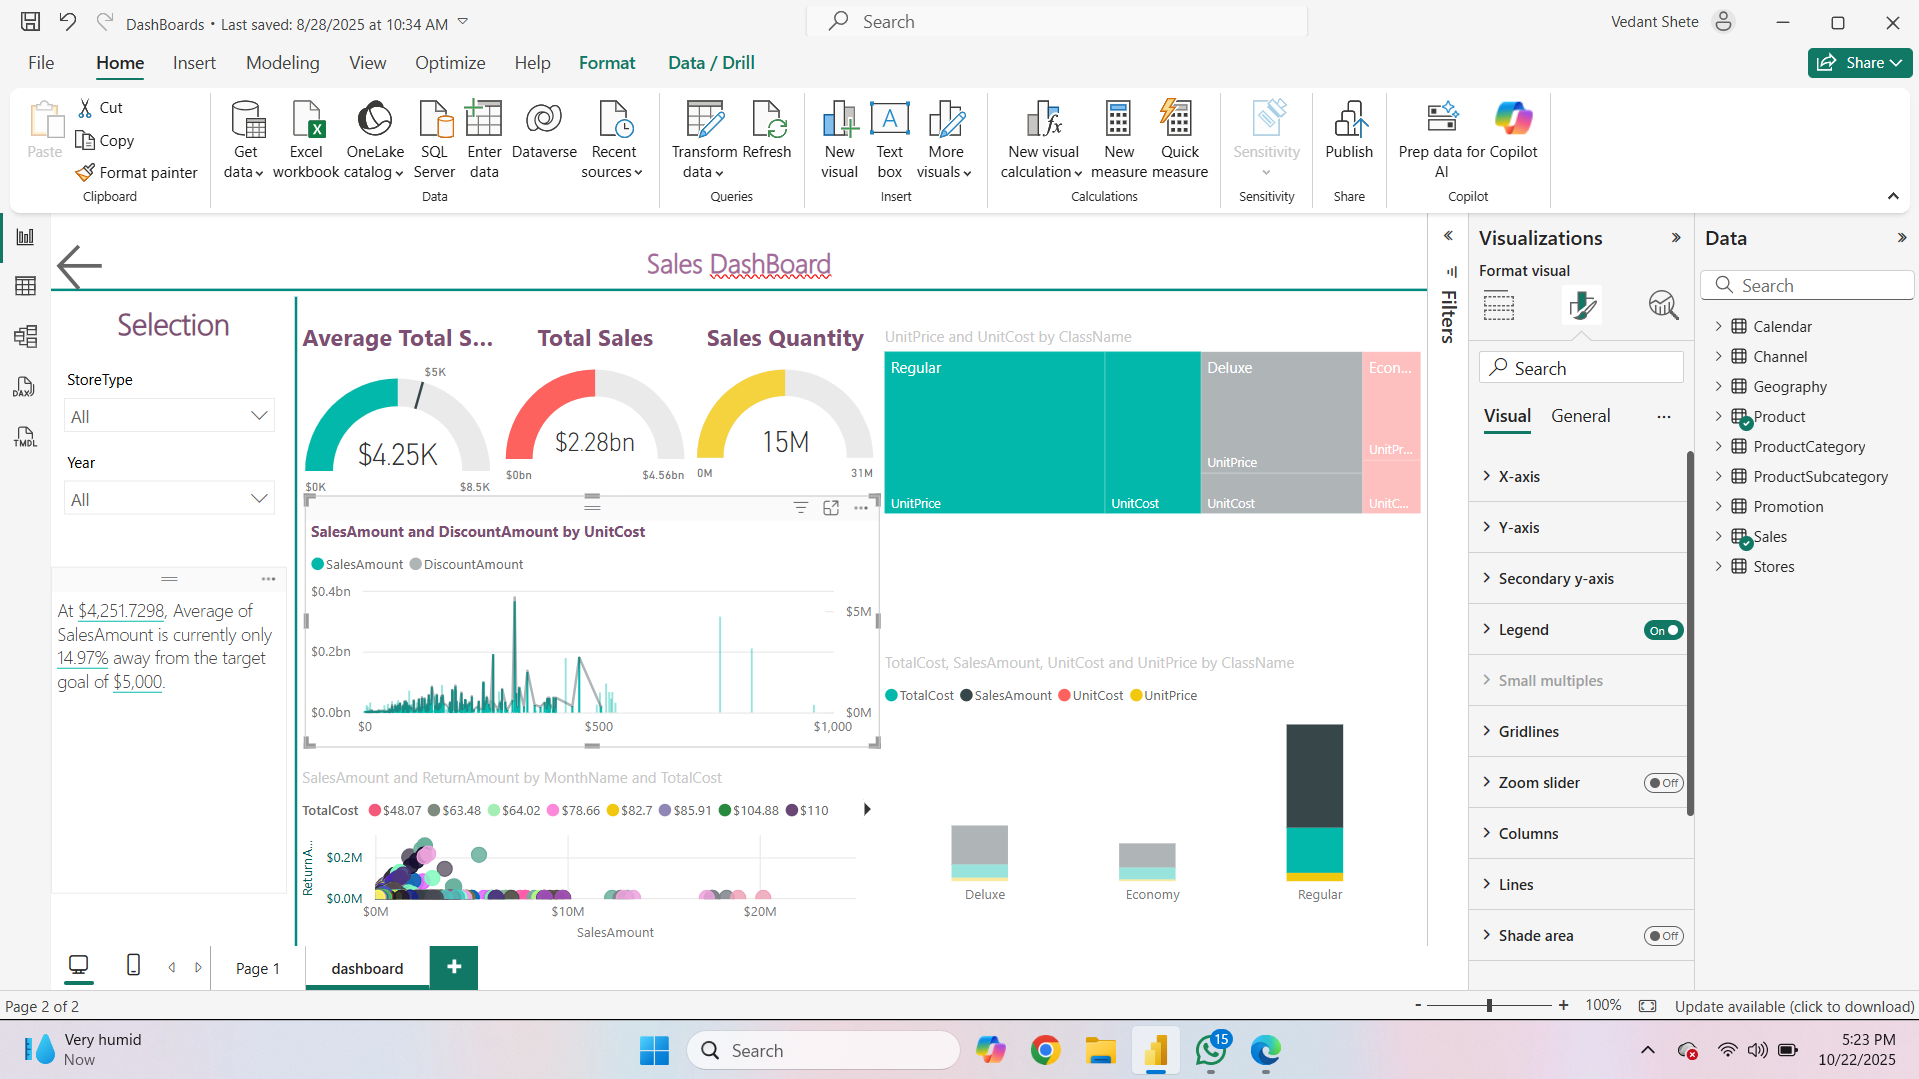 DashBoards • Last saved: 8/28/2025 at 10:34 AM
Search
Vedant Shete
File
Home
Insert
Modeling
View
Optimize
Help
Format
Data / Drill
Share
Paste
Cut
Copy
Format painter
Clipboard
Get
data
Excel
workbook
OneLake
catalog
SQL
Server
Enter
data
Dataverse
Recent
sources
Data
Transform
data
Refresh
Queries
New
visual
Text
box
More
visuals
Insert
New visual
calculation
New
measure
Quick
measure
Calculations
Sensitivity
Sensitivity
Publish
Share
Prep data for
AI
Copilot
Copilot
DAX
TMDL
Sales DashBoard
Selection
StoreType
All
Year
All
At $4,251.7298, Average of
SalesAmount is currently only
14.97% away from the target
goal of $5,000.
Average Total S...
$5K
$4.25K
$0K
$8.5K
Total Sales
$2.28bn
$0bn
$4.56bn
Sales Quantity
15M
0M
31M
SalesAmount and DiscountAmount by UnitCost
SalesAmount
DiscountAmount
$0.4bn
$0.2bn
$0.0bn
$5M
$0M
$0
$500
$1,000
SalesAmount and ReturnAmount by MonthName and TotalCost
TotalCost
$48.07
$63.48
$64.02
$78.66
$82.7
$85.91
$104.88
$110
ReturnA...
$0.2M
$0.0M
$0M
$10M
$20M
SalesAmount
UnitPrice and UnitCost by ClassName
Regular
UnitPrice
UnitCost
Deluxe
UnitPrice
UnitCost
Econ...
UnitPr...
UnitC...
TotalCost, SalesAmount, UnitCost and UnitPrice by ClassName
TotalCost
SalesAmount
UnitCost
UnitPrice
Deluxe
Economy
Regular
Filters
Visualizations
Format visual
Search
Visual
General
X-axis
Y-axis
Secondary y-axis
Legend
On
Small multiples
Gridlines
Zoom slider
Off
Columns
Lines
Shade area
Off
Data
Search
Calendar
Channel
Geography
Product
ProductCategory
ProductSubcategory
Promotion
Sales
Stores
Page 1
dashboard
Page 2 of 2
- + 100%
Update available (click to download)
Very humid
Now
Search
15
5:23 PM
10/22/2025